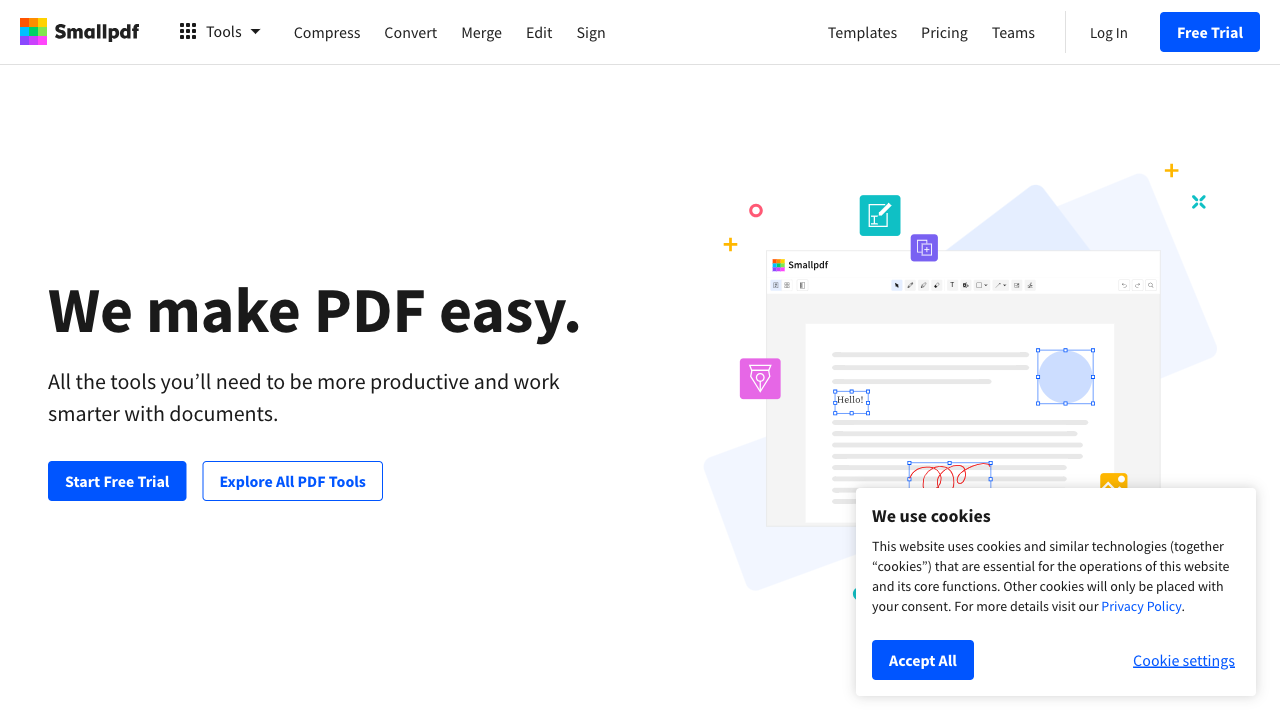 Smallpdf
Tools
Compress
Convert
Merge
Edit
Sign
Templates
Pricing
Teams
Log In
Free Trial
We make PDF easy.
All the tools you’ll need to be more productive and work
smarter with documents.
Start Free Trial
Explore All PDF Tools
Smallpdf
T
Hello!
We use cookies
This website uses cookies and similar technologies (together
“cookies”) that are essential for the operations of this website
and its core functions. Other cookies will only be placed with
your consent. For more details visit our Privacy Policy.
Accept All
Cookie settings